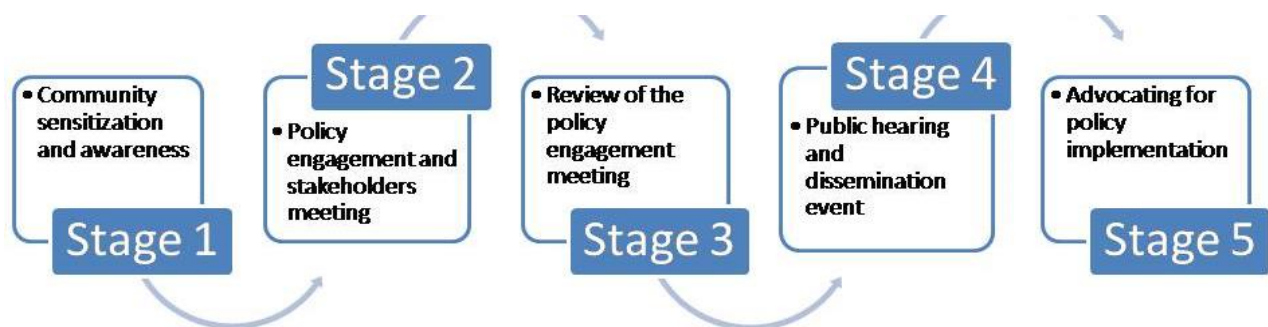 • Community
sensitization
and awareness
Stage 1
Stage 2
• Policy
engagement and
stakeholders
meeting
• Review of the
policy
engagement
meeting
Stage 3
Stage 4
• Public hearing
and
dissemination
event
• Advocating for
policy
implementation
Stage 5